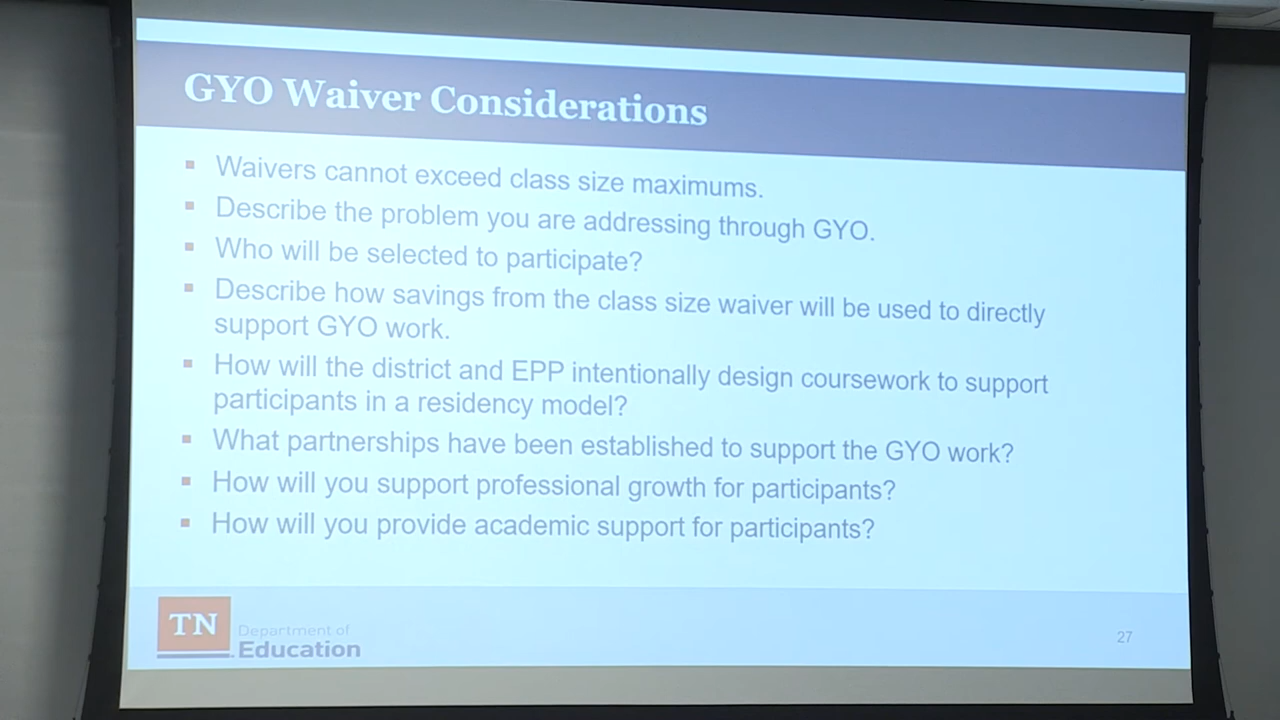 GYO Waiver Considerations
▪ Waivers cannot exceed class size maximums.
▪ Describe the problem you are addressing through GYO.
▪ Who will be selected to participate?
▪ Describe how savings from the class size waiver will be used to directly
support GYO work.
▪ How will the district and EPP intentionally design coursework to support
participants in a residency model?
▪ What partnerships have been established to support the GYO work?
▪ How will you support professional growth for participants?
▪ How will you provide academic support for participants?
TN
Department of
Education
27